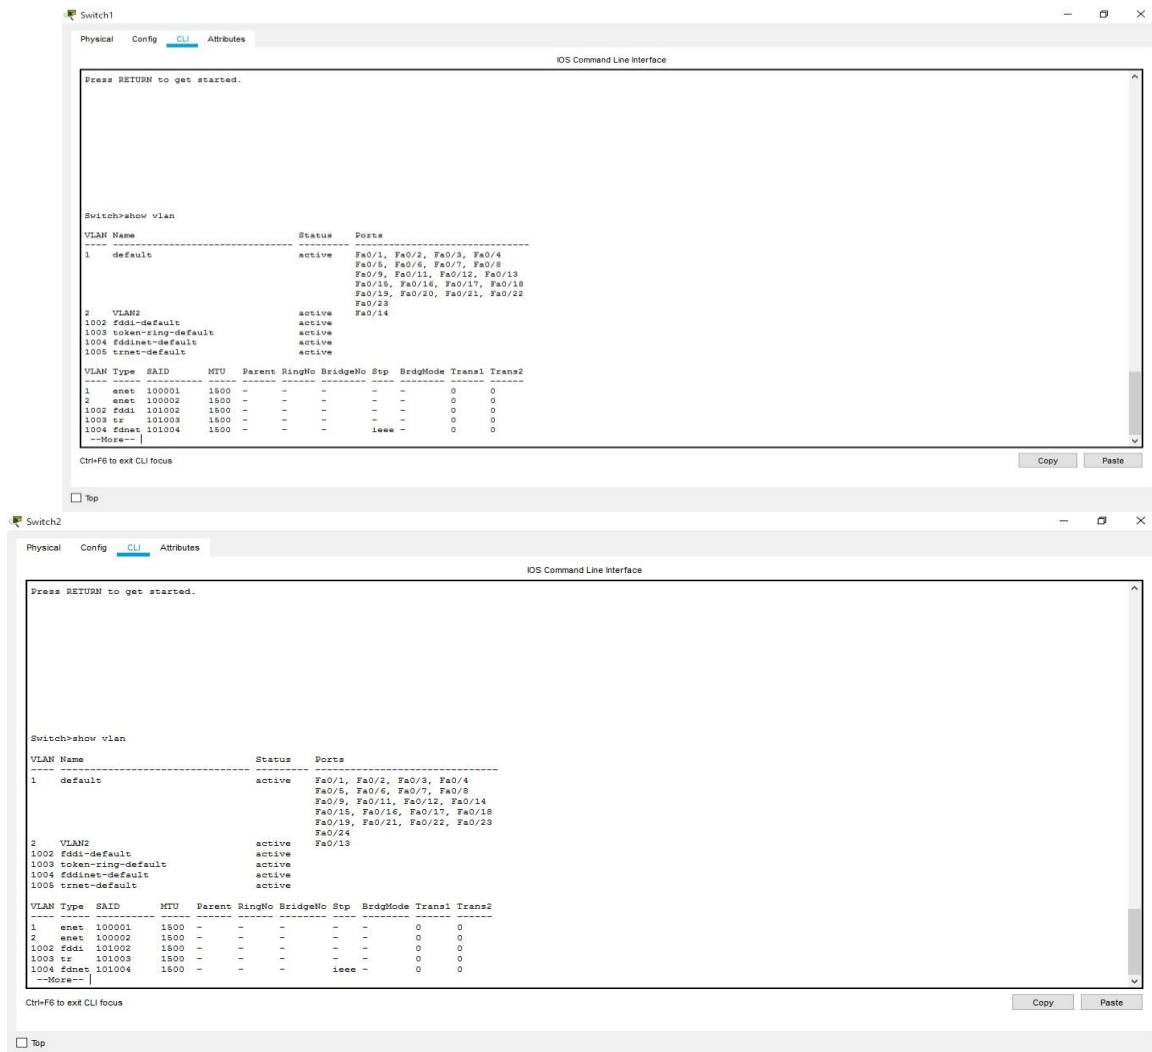 Switch1
Physical Config CLI Attributes
IOS Command Line Interface
Press RETURN to get started.
Switch>show vlan
VLAN Name                             Status    Ports
---- -------------------------------- --------- -------------------------------
1    default                          active    Fa0/1, Fa0/2, Fa0/3, Fa0/4
                                                Fa0/5, Fa0/6, Fa0/7, Fa0/8
                                                Fa0/9, Fa0/11, Fa0/12, Fa0/13
                                                Fa0/15, Fa0/16, Fa0/17, Fa0/18
                                                Fa0/19, Fa0/20, Fa0/21, Fa0/22
                                                Fa0/23
2    VLAN2                            active    Fa0/14
1002 fddi-default                     active
1003 token-ring-default               active
1004 fddinet-default                  active
1005 trnet-default                    active
VLAN Type  SAID       MTU   Parent RingNo BridgeNo Stp  BrdgMode Trans1 Trans2
---- ----- ---------- ----- ------ ------ -------- ---- -------- ------ ------
1    enet  100001     1500  -      -      -        -    -        0      0
2    enet  100002     1500  -      -      -        -    -        0      0
1002 fddi  101002     1500  -      -      -        -    -        0      0
1003 tr    101003     1500  -      -      -        -    -        0      0
1004 fdnet 101004     1500  -      -      -        ieee -        0      0
 --More--
Ctrl+F6 to exit CLI focus Copy Paste
Top
Switch2
Physical Config CLI Attributes
IOS Command Line Interface
Press RETURN to get started.
Switch>show vlan
VLAN Name                             Status    Ports
---- -------------------------------- --------- -------------------------------
1    default                          active    Fa0/1, Fa0/2, Fa0/3, Fa0/4
                                                Fa0/5, Fa0/6, Fa0/7, Fa0/8
                                                Fa0/9, Fa0/11, Fa0/12, Fa0/14
                                                Fa0/15, Fa0/16, Fa0/17, Fa0/18
                                                Fa0/19, Fa0/21, Fa0/22, Fa0/23
                                                Fa0/24
2    VLAN2                            active    Fa0/13
1002 fddi-default                     active
1003 token-ring-default               active
1004 fddinet-default                  active
1005 trnet-default                    active
VLAN Type  SAID       MTU   Parent RingNo BridgeNo Stp  BrdgMode Trans1 Trans2
---- ----- ---------- ----- ------ ------ -------- ---- -------- ------ ------
1    enet  100001     1500  -      -      -        -    -        0      0
2    enet  100002     1500  -      -      -        -    -        0      0
1002 fddi  101002     1500  -      -      -        -    -        0      0
1003 tr    101003     1500  -      -      -        -    -        0      0
1004 fdnet 101004     1500  -      -      -        ieee -        0      0
 --More--
Ctrl+F6 to exit CLI focus Copy Paste
Top